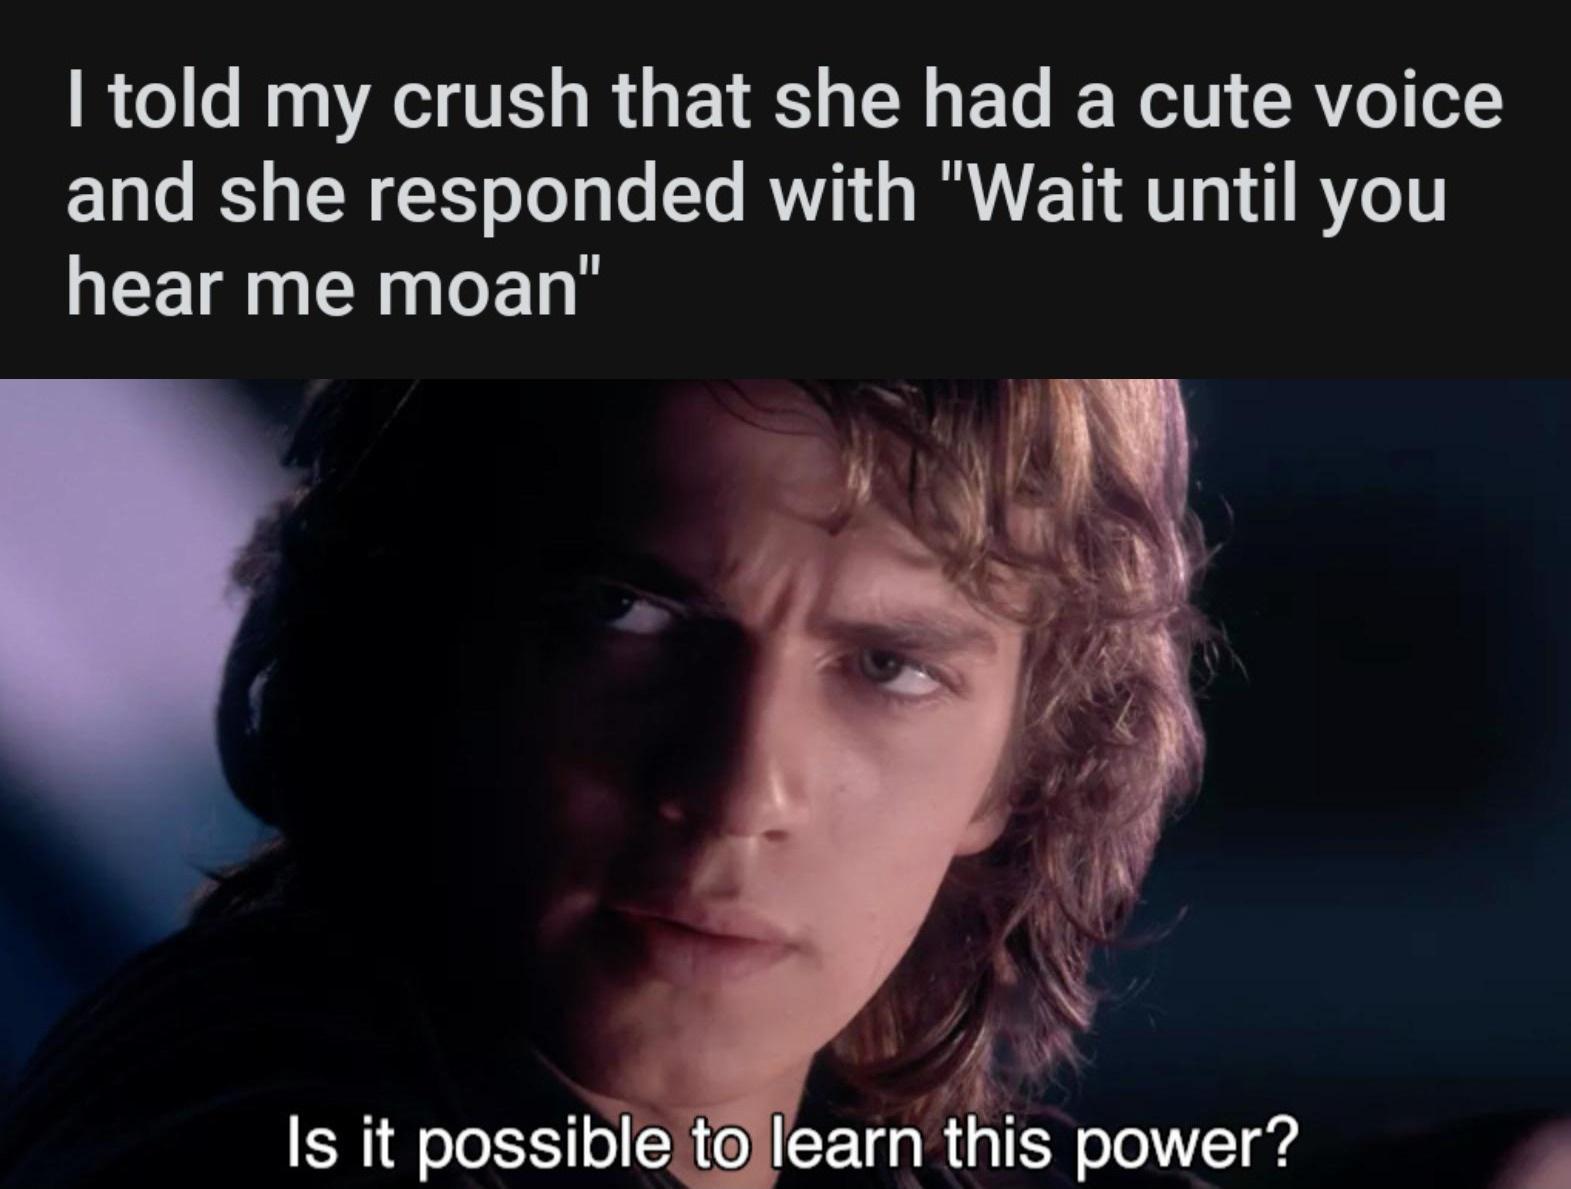 I told my crush that she had a cute voice
and she responded with "Wait until you
hear me moan"
Is it possible to learn this power?